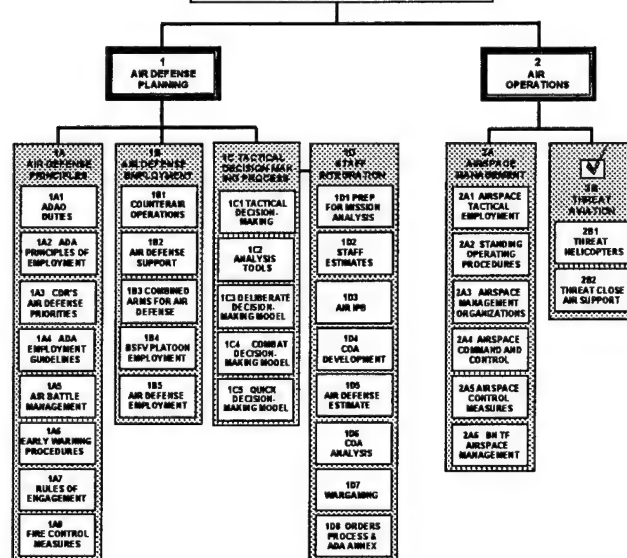 1
AIR DEFENSE
PLANNING
2
AIR
OPERATIONS
1A
AIR DEFENSE
PRINCIPLES
1A1
ADAO
DUTIES
1A2 ADA
PRINCIPLES OF
EMPLOYMENT
1A3 CDR'S
AIR DEFENSE
PRIORITIES
1A4 ADA
EMPLOYMENT
GUIDELINES
1A5
AIR BATTLE
MANAGEMENT
1A6
EARLY WARNING
PROCEDURES
1A7
RULES OF
ENGAGEMENT
1A8
FIRE CONTROL
MEASURES
1B
AIR DEFENSE
EMPLOYMENT
1B1
COUNTERAIR
OPERATIONS
1B2
AIR DEFENSE
SUPPORT
1B3 COMBINED
ARMS FOR AIR
DEFENSE
1B4
BSFV PLATOON
EMPLOYMENT
1B5
AIR DEFENSE
EMPLOYMENT
1C TACTICAL
DECISION-MAK
ING PROCESS
1C1 TACTICAL
DECISION-
MAKING
1C2
ANALYSIS
TOOLS
1C3 DELIBERATE
DECISION-
MAKING MODEL
1C4 COMBAT
DECISION-
MAKING MODEL
1C5 QUICK
DECISION-
MAKING MODEL
1D
STAFF
INTEGRATION
1D1 PREP
FOR MISSION
ANALYSIS
1D2
STAFF
ESTIMATES
1D3
AIR IPB
1D4
COA
DEVELOPMENT
1D5
AIR DEFENSE
ESTIMATE
1D6
COA
ANALYSIS
1D7
WARGAMING
1D8 ORDERS
PROCESS &
ADA ANNEX
2A
AIRSPACE
MANAGEMENT
2A1 AIRSPACE
TACTICAL
EMPLOYMENT
2A2 STANDING
OPERATING
PROCEDURES
2A3 AIRSPACE
MANAGEMENT
ORGANIZATIONS
2A4 AIRSPACE
COMMAND AND
CONTROL
2A5 AIRSPACE
CONTROL
MEASURES
2A6 BN TF
AIRSPACE
MANAGEMENT
2B
THREAT
AVIATION
2B1
THREAT
HELICOPTERS
2B2
THREAT CLOSE
AIR SUPPORT